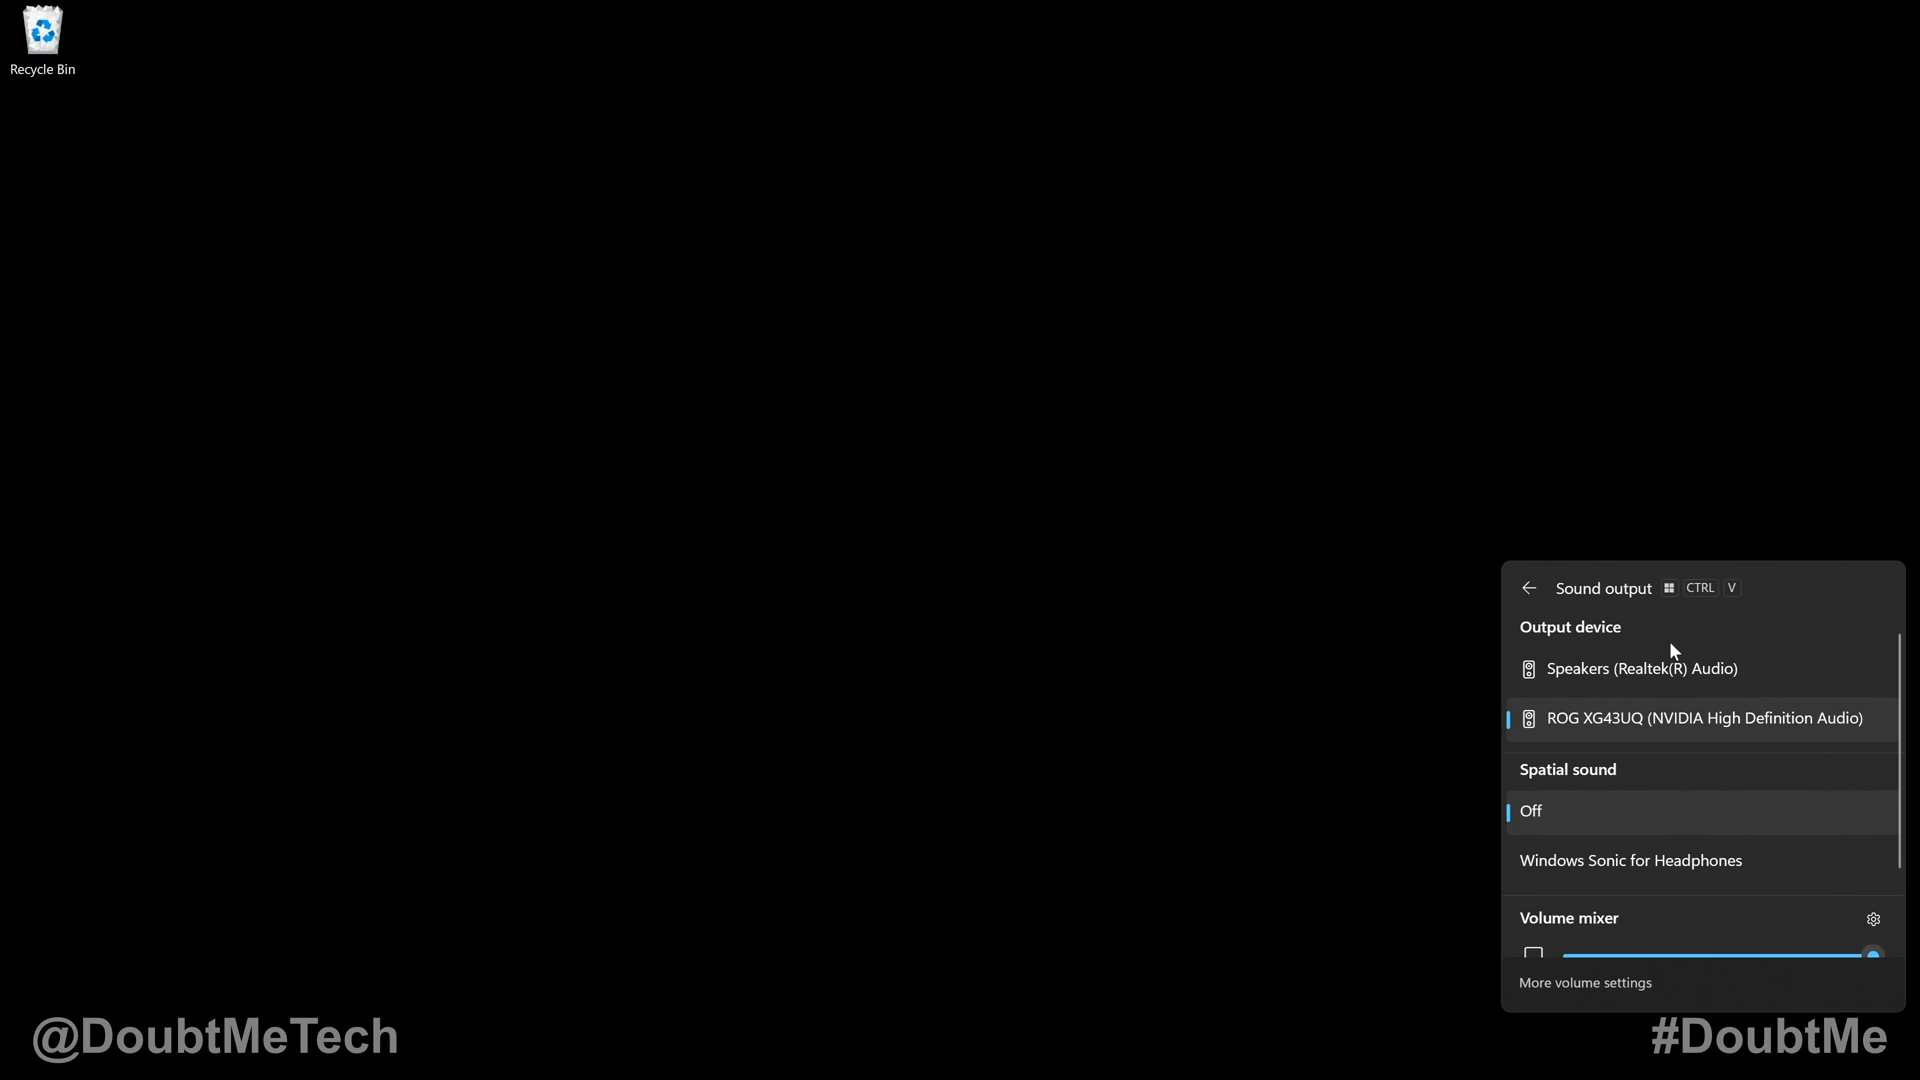 Recycle Bin
Sound output CTRL V
Output device
Speakers (Realtek(R) Audio)
ROG XG43UQ (NVIDIA High Definition Audio)
Spatial sound
Off
Windows Sonic for Headphones
Volume mixer
More volume settings
@DoubtMeTech
#DoubtMe